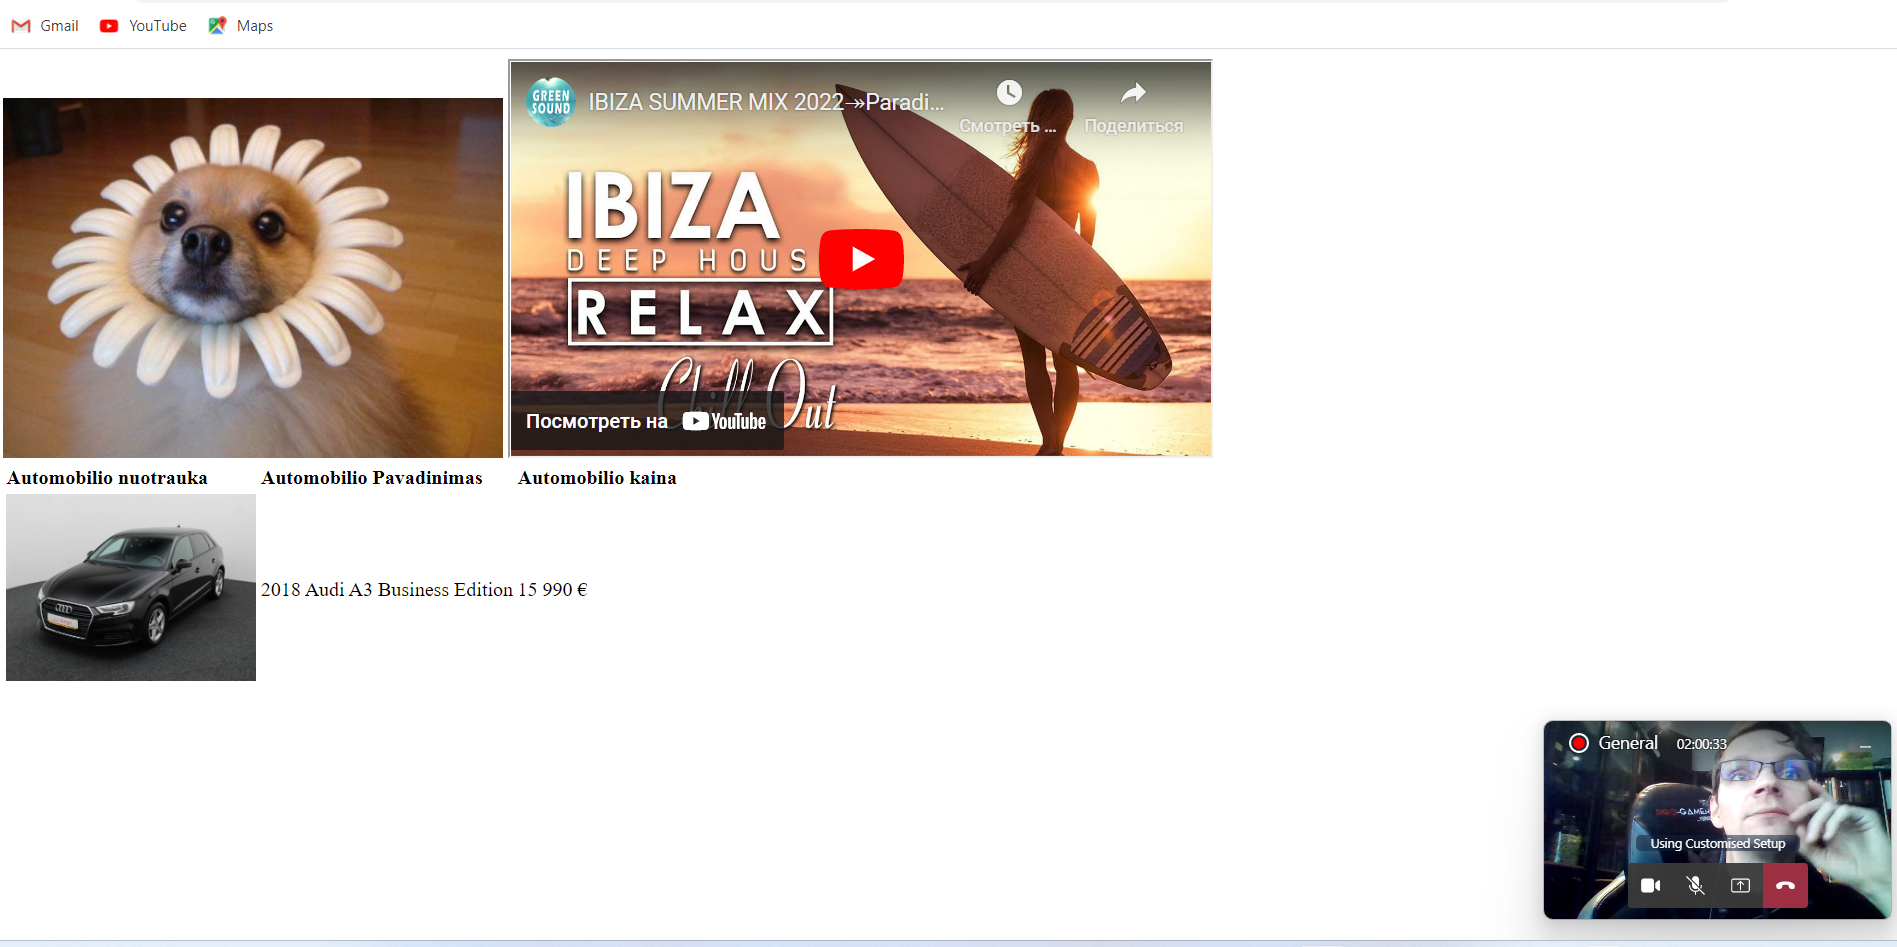 Gmail YouTube Maps
GREEN SOUND
IBIZA SUMMER MIX 2022↠Paradi...
Смотреть ...
Поделиться
IBIZA
DEEP HOUS
RELAX
Chill Out
Посмотреть на YouTube
Automobilio nuotrauka Automobilio Pavadinimas Automobilio kaina
2018 Audi A3 Business Edition 15 990 €
General 02:00:33
Using Customised Setup